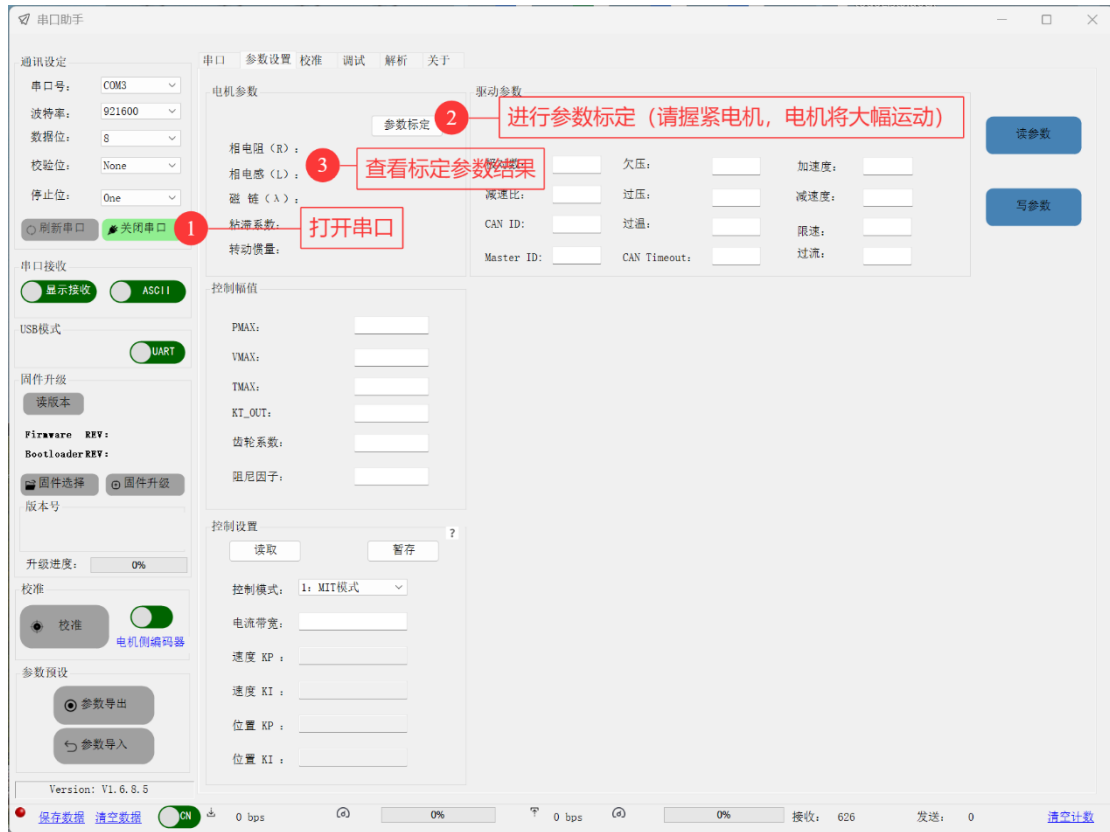 串口助手
通讯设定
串口号: COM3
波特率: 921600
数据位: 8
校验位: None
停止位: One
刷新串口 关闭串口
串口接收
显示接收 ASCII
USB模式
UART
固件升级
读版本
Firmware REV:
Bootloader REV:
固件选择 固件升级
版本号
升级进度: 0%
校准
校准
电机侧编码器
参数预设
参数导出
参数导入
Version: V1.6.8.5
串口 参数设置 校准 调试 解析 关于
电机参数
参数标定
相电阻(R):
相电感(L):
磁 链(λ):
粘滞系数:
转动惯量:
1 打开串口
2 进行参数标定(请握紧电机,电机将大幅运动)
3 查看标定参数结果
驱动参数
欠压: 加速度:
减速比: 过压: 减速度:
CAN ID: 过温: 限速:
Master ID: CAN Timeout: 过流:
读参数
写参数
控制幅值
PMAX:
VMAX:
TMAX:
KT_OUT:
齿轮系数:
阻尼因子:
控制设置 ?
读取 暂存
控制模式: 1: MIT模式
电流带宽:
速度 KP :
速度 KI :
位置 KP :
位置 KI :
保存数据 清空数据 CN 0 bps 0% 0 bps 0% 接收: 626 发送: 0 清空计数